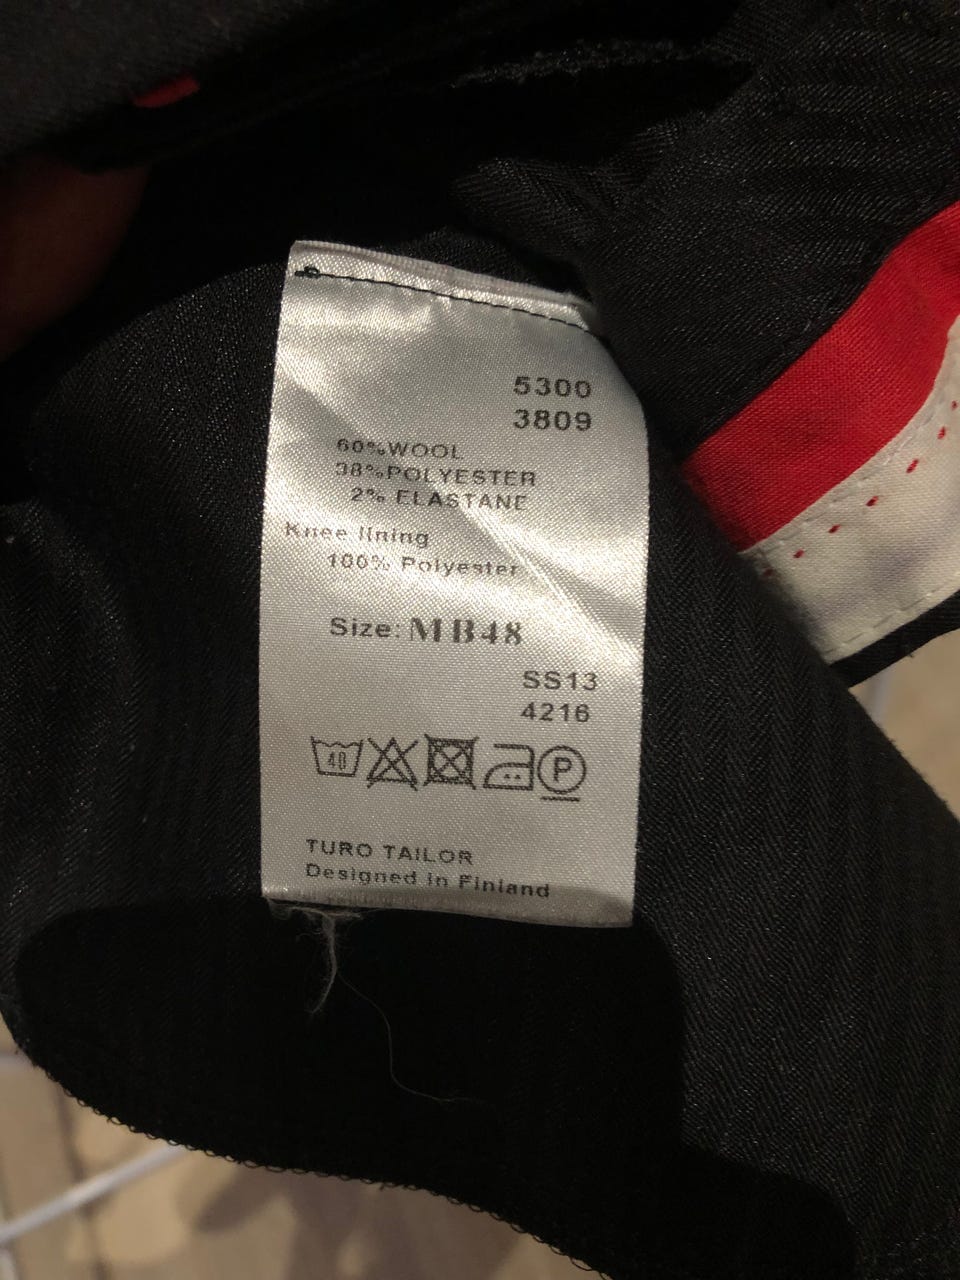 5300
3809
60%WOOL
38%POLYESTER
2% ELASTANE
Knee lining
100% Polyester
Size: MB48
SS13
4216
40 P
TURO TAILOR
Designed in Finland